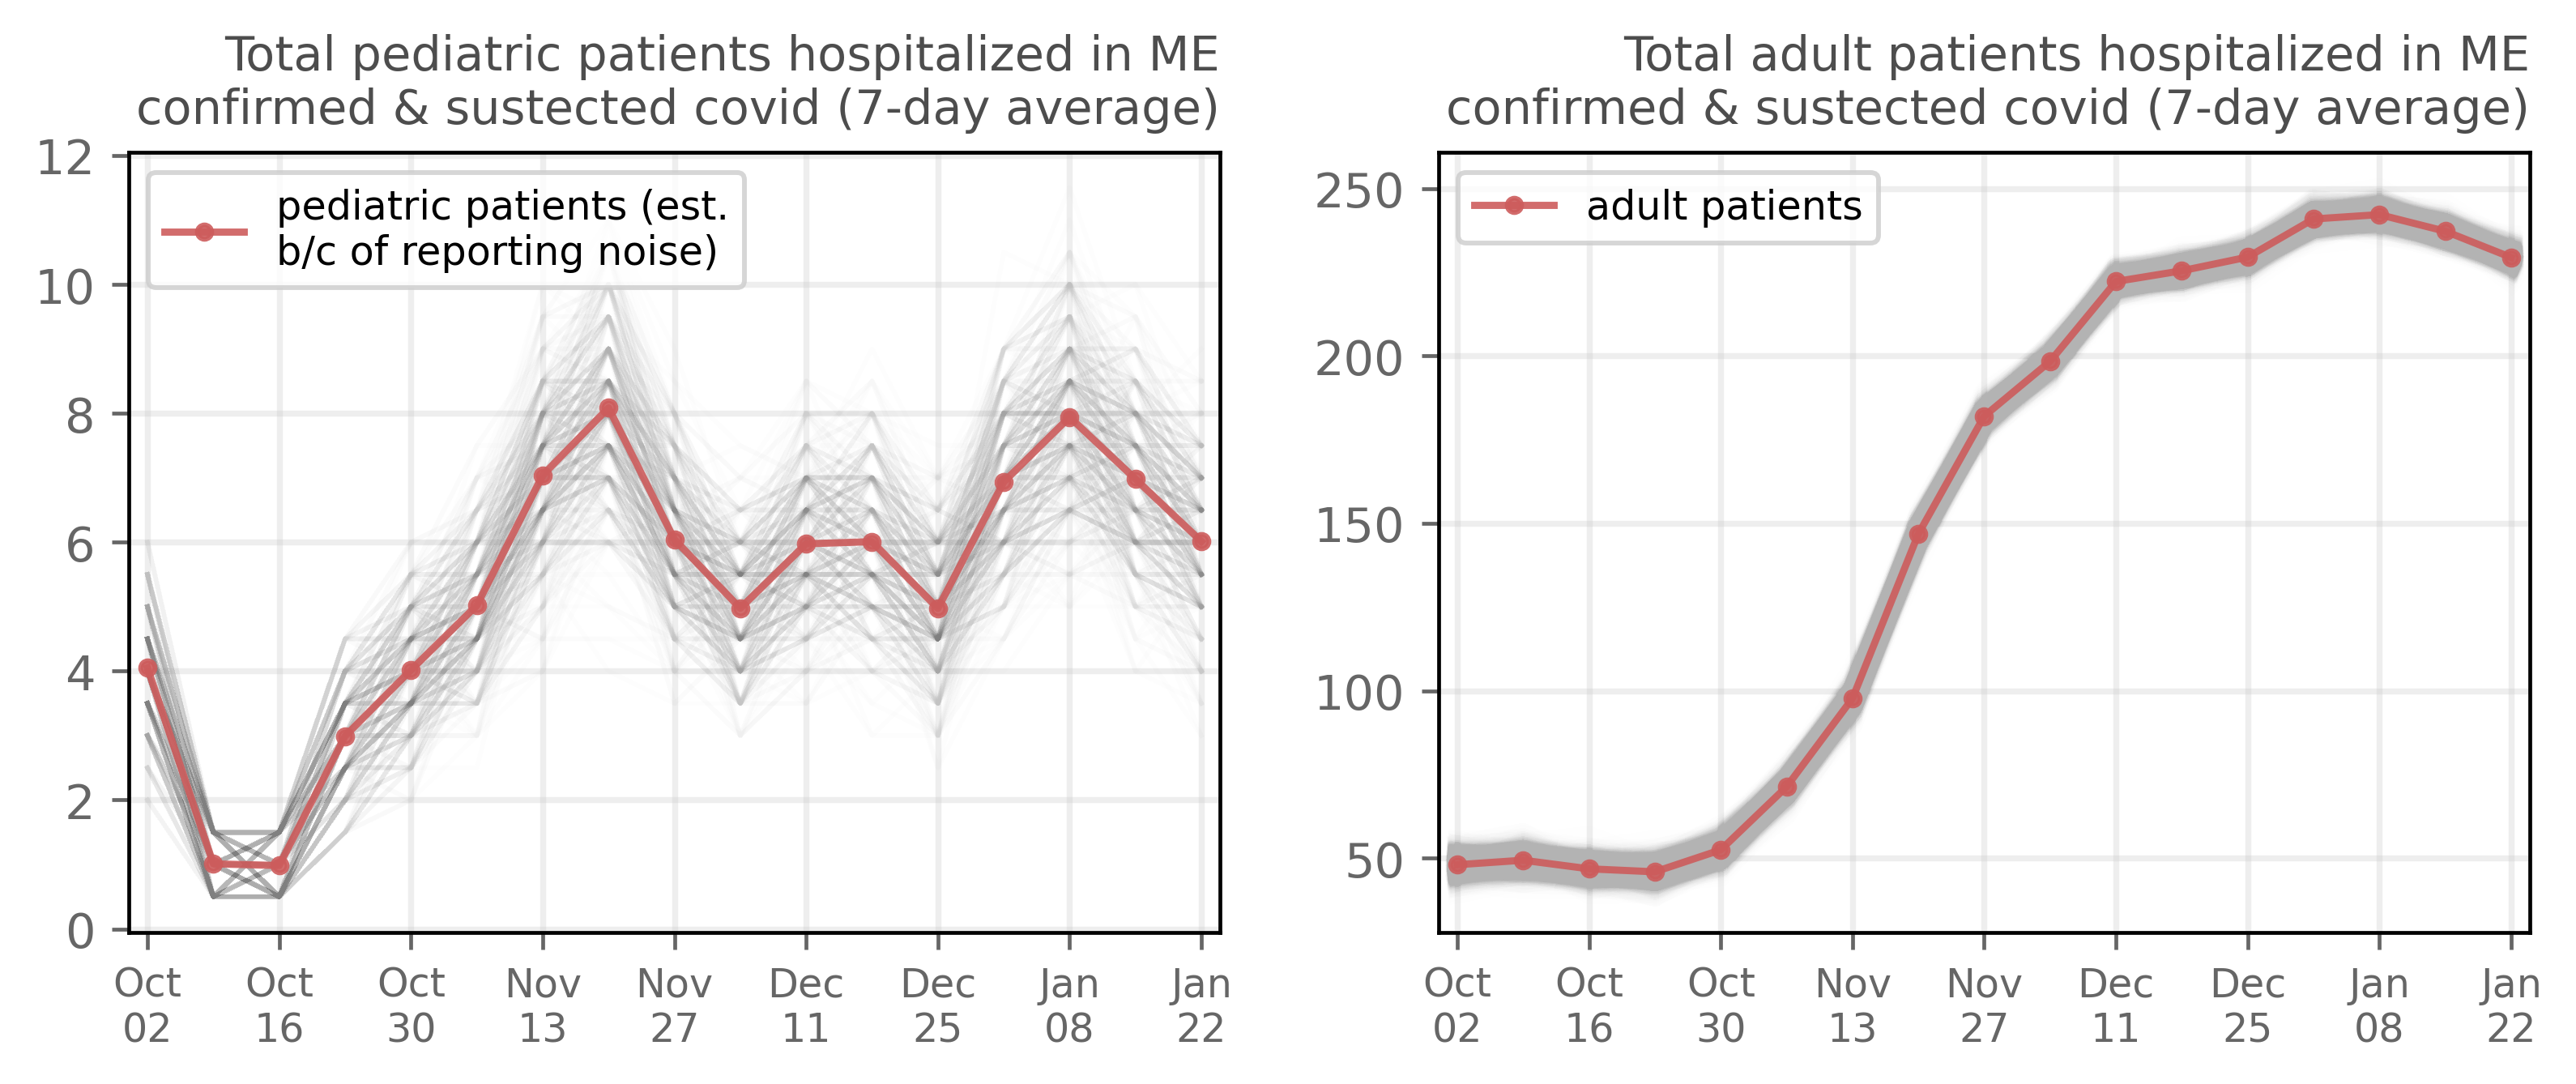 Total pediatric patients hospitalized in ME
confirmed & sustected covid (7-day average)
12
10
8
6
4
2
0
pediatric patients (est.
b/c of reporting noise)
Oct Oct Oct Nov Nov Dec Dec Jan Jan
02 16 30 13 27 11 25 08 22
Total adult patients hospitalized in ME
confirmed & sustected covid (7-day average)
250
200
150
100
50
adult patients
Oct Oct Oct Nov Nov Dec Dec Jan Jan
02 16 30 13 27 11 25 08 22